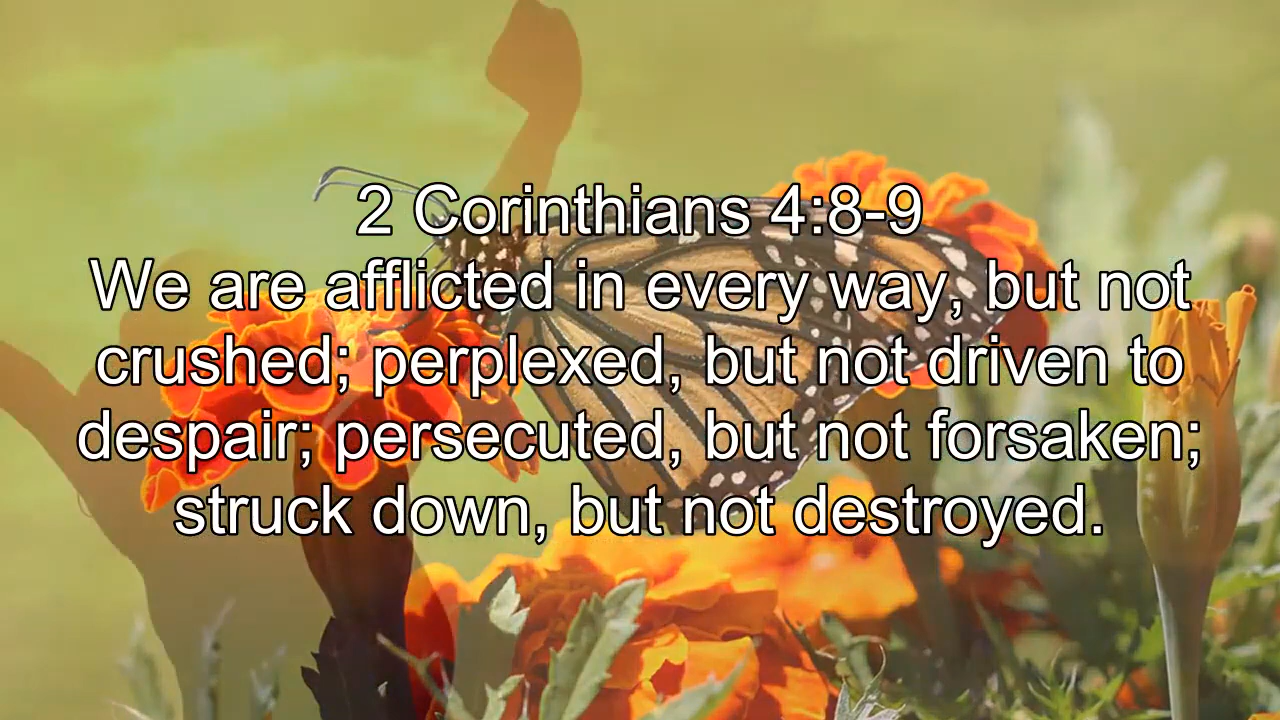 2 Corinthians 4:8-9
We are afflicted in every way, but not
crushed; perplexed, but not driven to
despair; persecuted, but not forsaken;
struck down, but not destroyed.